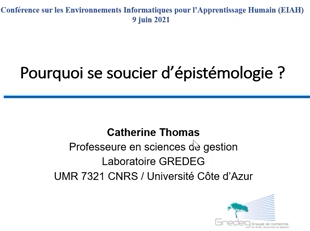 Conférence sur les Environnements Informatiques pour l'Apprentissage Humain (EIAH)
9 juin 2021
Pourquoi se soucier d'épistémologie ?
Catherine Thomas
Professeure en sciences de gestion
Laboratoire GREDEG
UMR 7321 CNRS / Université Côte d'Azur
Gredeg